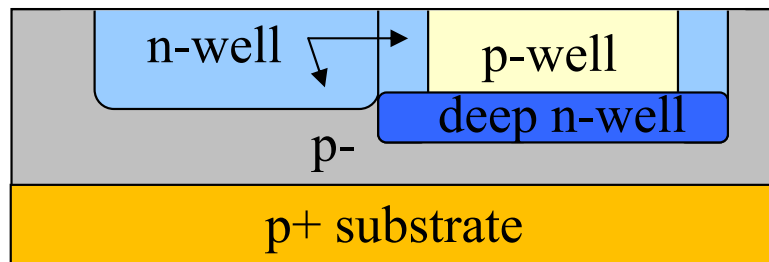 n-well
p-well
deep n-well
p-
p+ substrate